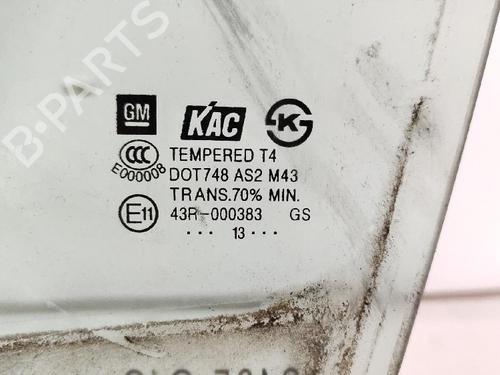 B-PARTS
GM KAC K
CCC TEMPERED T4
E000008 DOT748 AS2 M43
TRANS.70% MIN.
E11 43R-000383 GS
... 13 ...